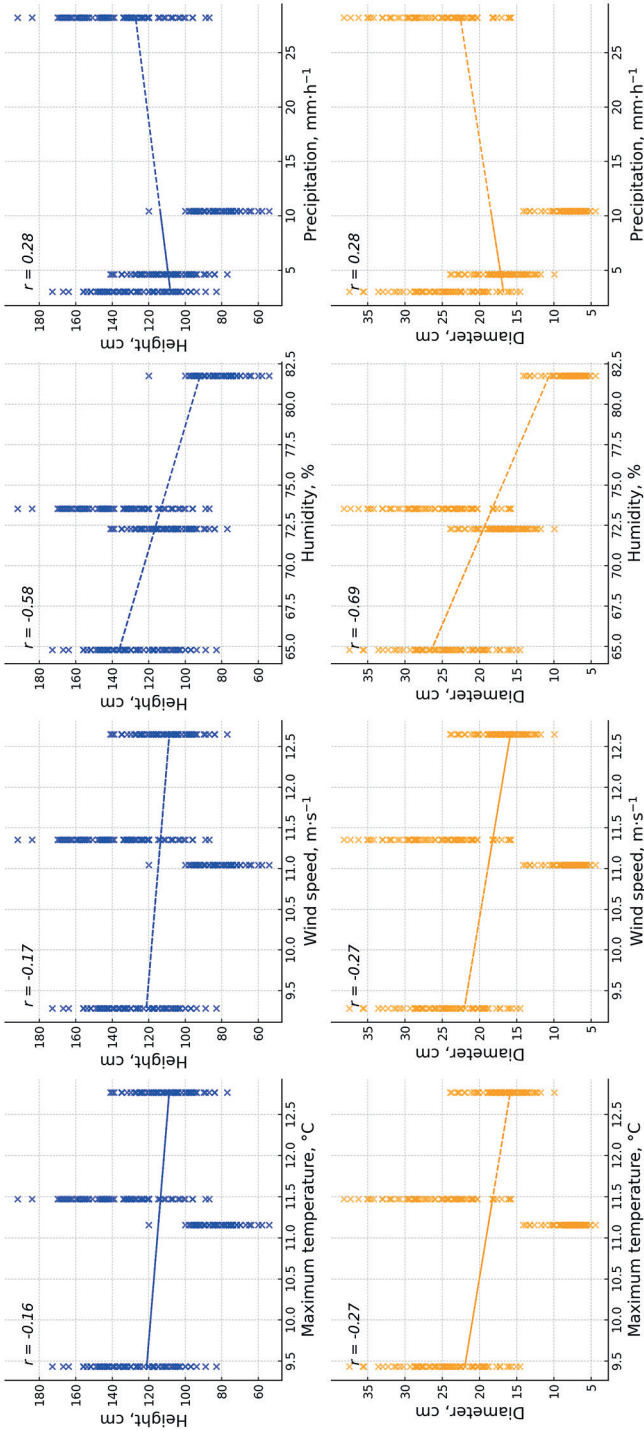 r = -0.16
Height, cm
180
160
140
120
100
80
60
9.5 10.0 10.5 11.0 11.5 12.0 12.5
Maximum temperature, °C
r = -0.17
Height, cm
180
160
140
120
100
80
60
9.5 10.0 10.5 11.0 11.5 12.0 12.5
Wind speed, m·s⁻¹
r = -0.58
Height, cm
180
160
140
120
100
80
60
65.0 67.5 70.0 72.5 75.0 77.5 80.0 82.5
Humidity, %
r = 0.28
Height, cm
180
160
140
120
100
80
60
5 10 15 20 25
Precipitation, mm·h⁻¹
r = -0.27
Diameter, cm
35
30
25
20
15
10
5
9.5 10.0 10.5 11.0 11.5 12.0 12.5
Maximum temperature, °C
r = -0.27
Diameter, cm
35
30
25
20
15
10
5
9.5 10.0 10.5 11.0 11.5 12.0 12.5
Wind speed, m·s⁻¹
r = -0.69
Diameter, cm
35
30
25
20
15
10
5
65.0 67.5 70.0 72.5 75.0 77.5 80.0 82.5
Humidity, %
r = 0.28
Diameter, cm
35
30
25
20
15
10
5
5 10 15 20 25
Precipitation, mm·h⁻¹